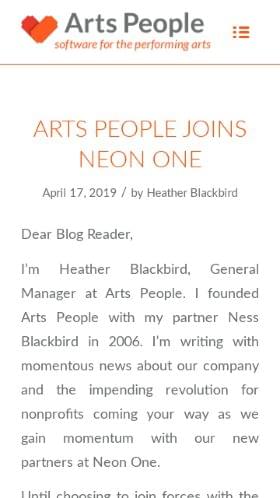 Arts People
software for the performing arts
ARTS PEOPLE JOINS
NEON ONE
April 17, 2019 / by Heather Blackbird
Dear Blog Reader,
I'm Heather Blackbird, General
Manager at Arts People. I founded
Arts People with my partner Ness
Blackbird in 2006. I'm writing with
momentous news about our company
and the impending revolution for
nonprofits coming your way as we
gain momentum with our new
partners at Neon One.
Until choosing to join forces with the